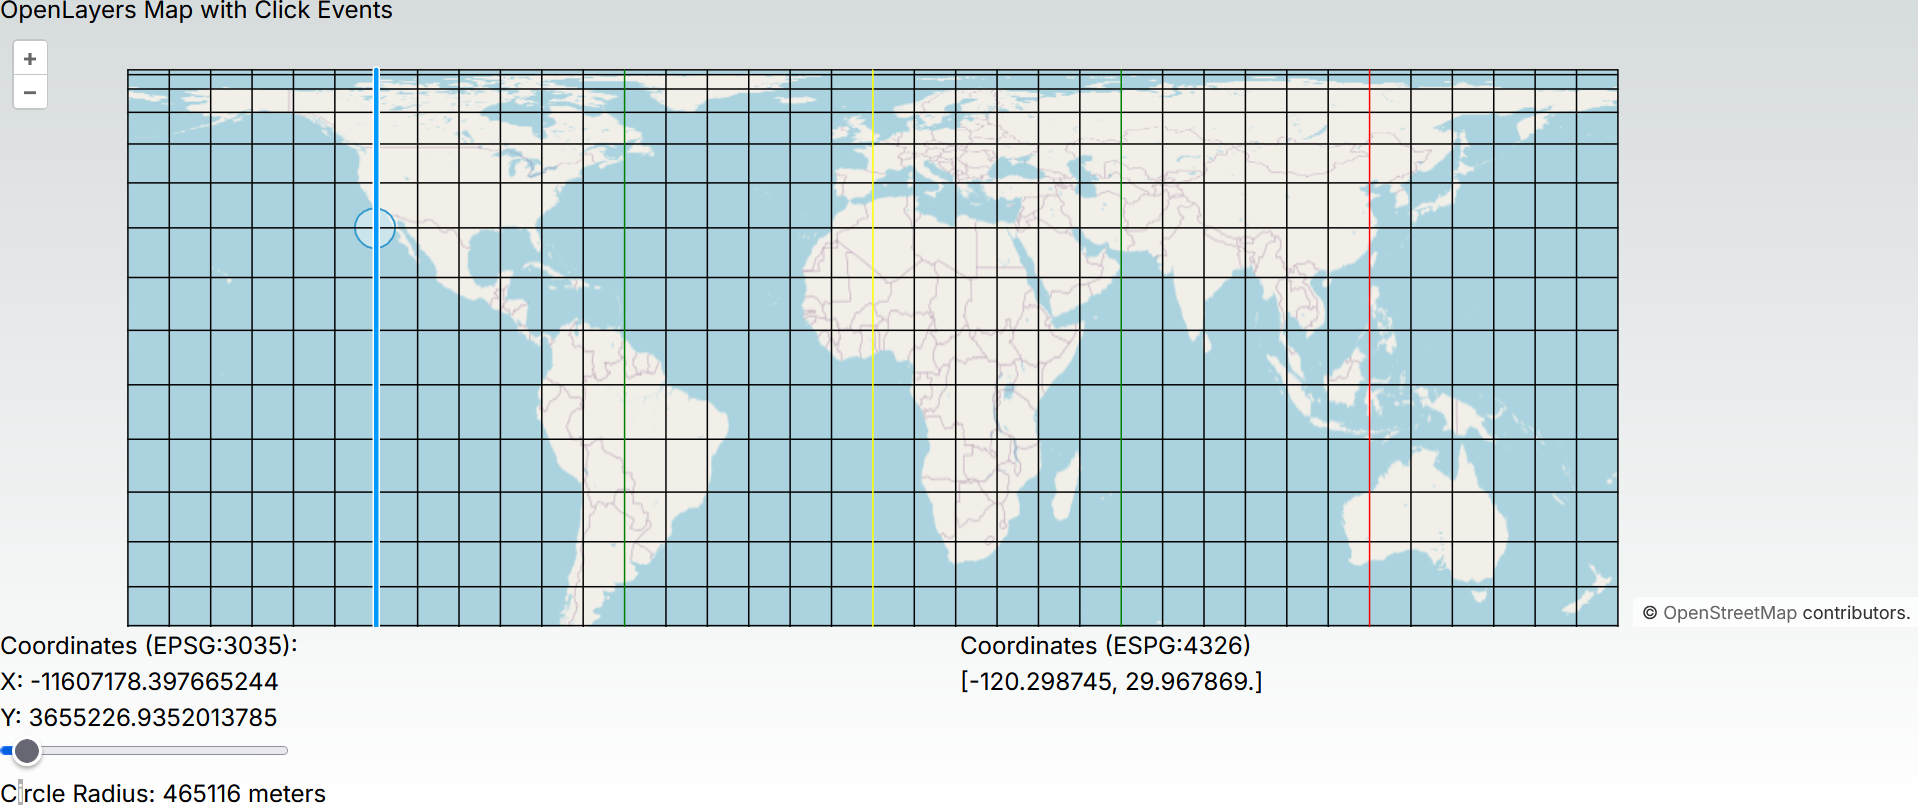 OpenLayers Map with Click Events
+
−
© OpenStreetMap contributors.
Coordinates (EPSG:3035):
X: -11607178.397665244
Y: 3655226.9352013785
Coordinates (ESPG:4326)
[-120.298745, 29.967869.]
Circle Radius: 465116 meters